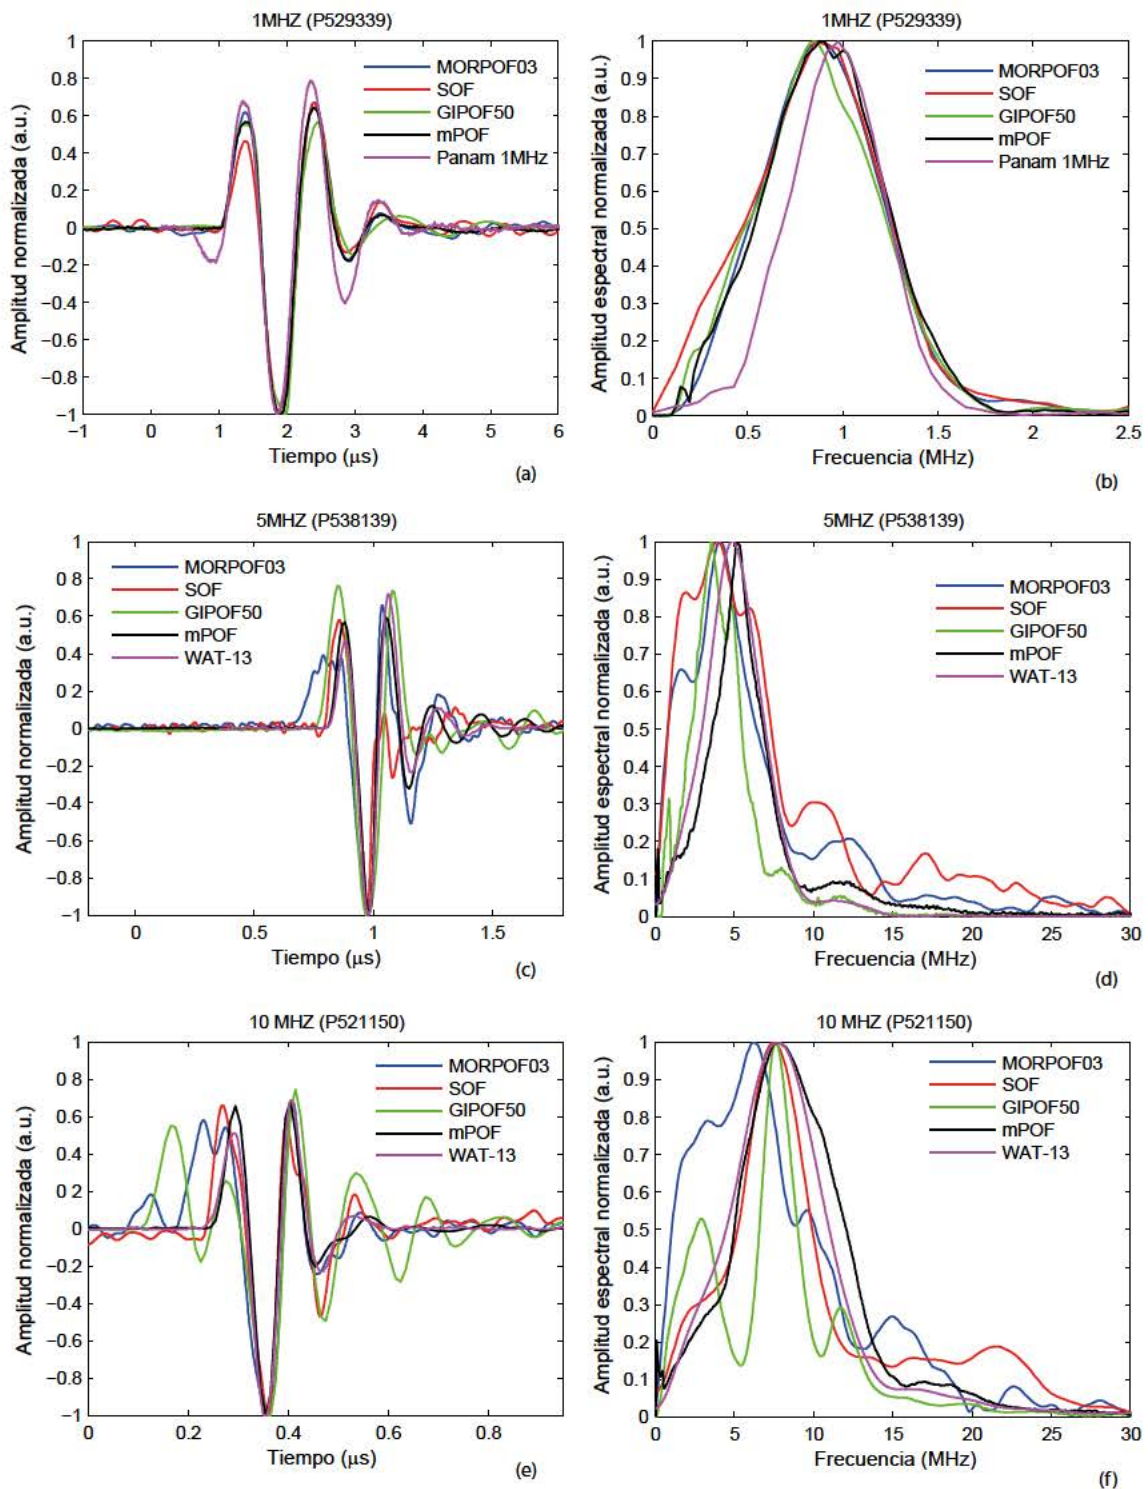 1MHZ (P529339)
Amplitud normalizada (a.u.)
1
0.8
0.6
0.4
0.2
0
−0.2
−0.4
−0.6
−0.8
−1
MORPOF03
SOF
GIPOF50
mPOF
Panam 1MHz
−1 0 1 2 3 4 5 6
Tiempo (μs)
(a)
1MHZ (P529339)
Amplitud espectral normalizada (a.u.)
1
0.9
0.8
0.7
0.6
0.5
0.4
0.3
0.2
0.1
0
MORPOF03
SOF
GIPOF50
mPOF
Panam 1MHz
0 0.5 1 1.5 2 2.5
Frecuencia (MHz)
(b)
5MHZ (P538139)
Amplitud normalizada (a.u.)
1
0.8
0.6
0.4
0.2
0
−0.2
−0.4
−0.6
−0.8
−1
MORPOF03
SOF
GIPOF50
mPOF
WAT-13
0 0.5 1 1.5
Tiempo (μs)
(c)
5MHZ (P538139)
Amplitud espectral normalizada (a.u.)
1
0.9
0.8
0.7
0.6
0.5
0.4
0.3
0.2
0.1
0
MORPOF03
SOF
GIPOF50
mPOF
WAT-13
0 5 10 15 20 25 30
Frecuencia (MHz)
(d)
10 MHZ (P521150)
Amplitud normalizada (a.u.)
1
0.8
0.6
0.4
0.2
0
−0.2
−0.4
−0.6
−0.8
−1
MORPOF03
SOF
GIPOF50
mPOF
WAT-13
0 0.2 0.4 0.6 0.8
Tiempo (μs)
(e)
10 MHZ (P521150)
Amplitud espectral normalizada (a.u.)
1
0.9
0.8
0.7
0.6
0.5
0.4
0.3
0.2
0.1
0
MORPOF03
SOF
GIPOF50
mPOF
WAT-13
0 5 10 15 20 25 30
Frecuencia (MHz)
(f)